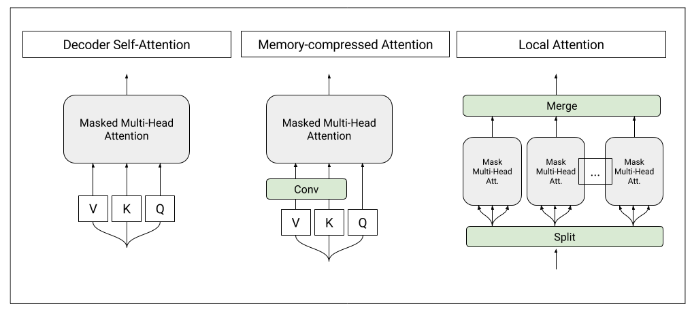 Decoder Self-Attention
Memory-compressed Attention
Local Attention
Masked Multi-Head
Attention
V K Q
Masked Multi-Head
Attention
Conv
V K Q
Merge
Mask
Multi-Head
Att.
Mask
Multi-Head
Att.
...
Mask
Multi-Head
Att.
Split